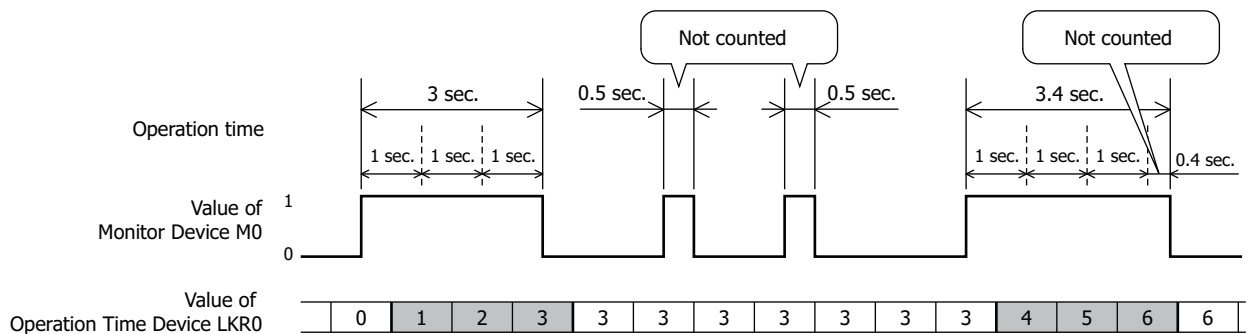 Not counted Not counted
3 sec. 0.5 sec. 0.5 sec. 3.4 sec.
Operation time
1 sec. 1 sec. 1 sec. 1 sec. 1 sec. 1 sec. 0.4 sec.
Value of
Monitor Device M0
1
0
Value of
Operation Time Device LKR0
0 1 2 3 3 3 3 3 3 3 3 4 5 6 6